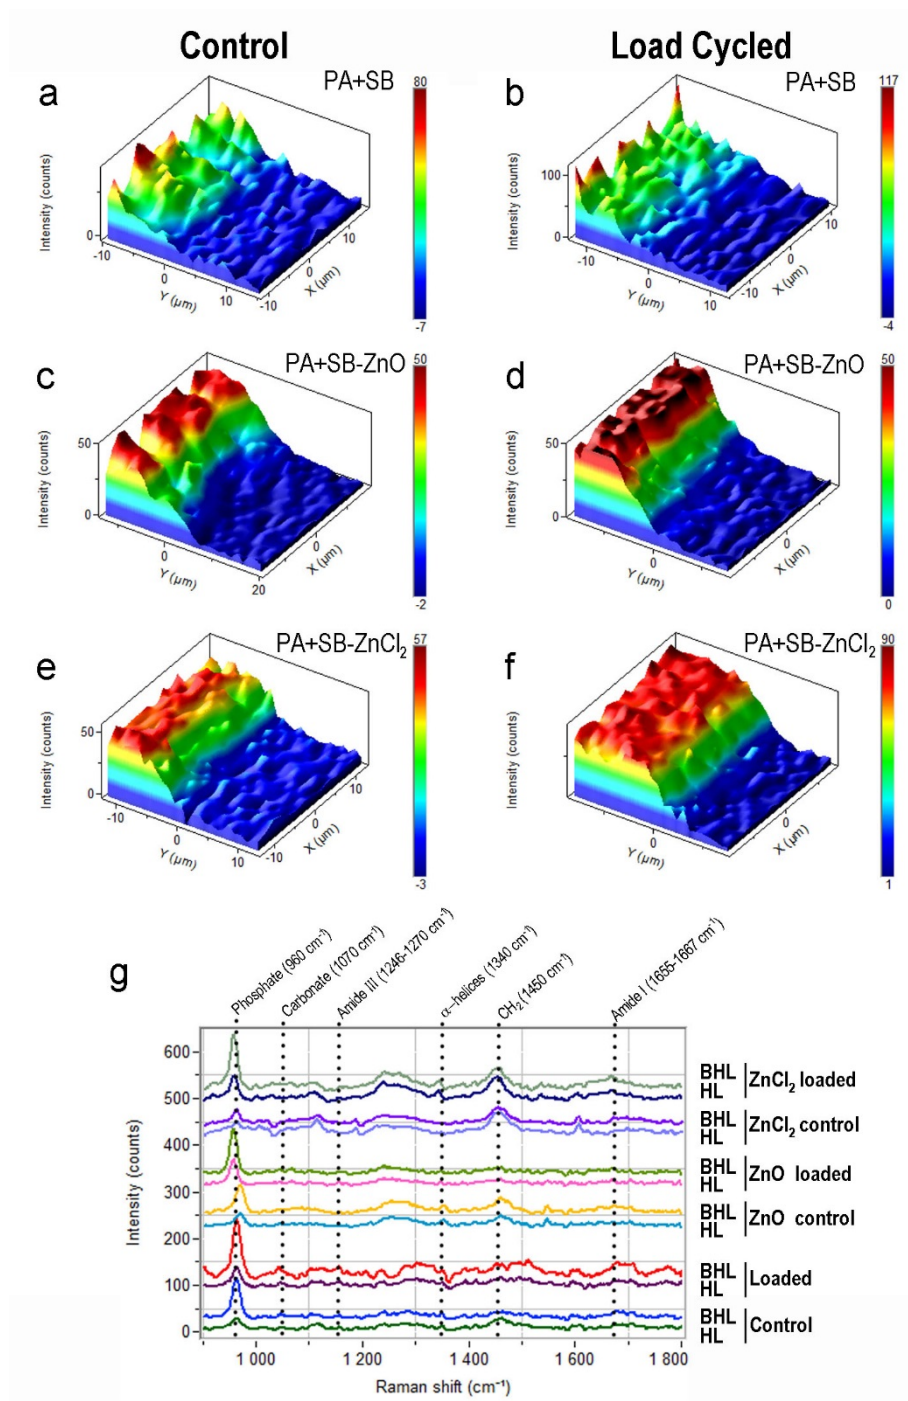 Control
Load Cycled
a
PA+SB
80
Intensity (counts)
0
-10
0
10
Y (µm)
-10
0
10
X (µm)
-7
b
PA+SB
117
Intensity (counts)
100
0
-10
0
10
Y (µm)
-10
0
10
X (µm)
-4
c
PA+SB-ZnO
50
Intensity (counts)
50
0
0
20
Y (µm)
0
X (µm)
-2
d
PA+SB-ZnO
50
Intensity (counts)
50
0
0
Y (µm)
0
X (µm)
0
e
PA+SB-ZnCl₂
57
Intensity (counts)
50
0
-10
0
10
Y (µm)
-10
0
10
X (µm)
-3
f
PA+SB-ZnCl₂
90
Intensity (counts)
0
Y (µm)
0
X (µm)
1
g
Phosphate (960 cm⁻¹)
Carbonate (1070 cm⁻¹)
Amide III (1246-1270 cm⁻¹)
α–helices (1340 cm⁻¹)
CH₂ (1450 cm⁻¹)
Amide I (1655-1667 cm⁻¹)
Intensity (counts)
600
500
400
300
200
100
0
BHL
HL
ZnCl₂ loaded
BHL
HL
ZnCl₂ control
BHL
HL
ZnO loaded
BHL
HL
ZnO control
BHL
HL
Loaded
BHL
HL
Control
1 000
1 200
1 400
1 600
1 800
Raman shift (cm⁻¹)